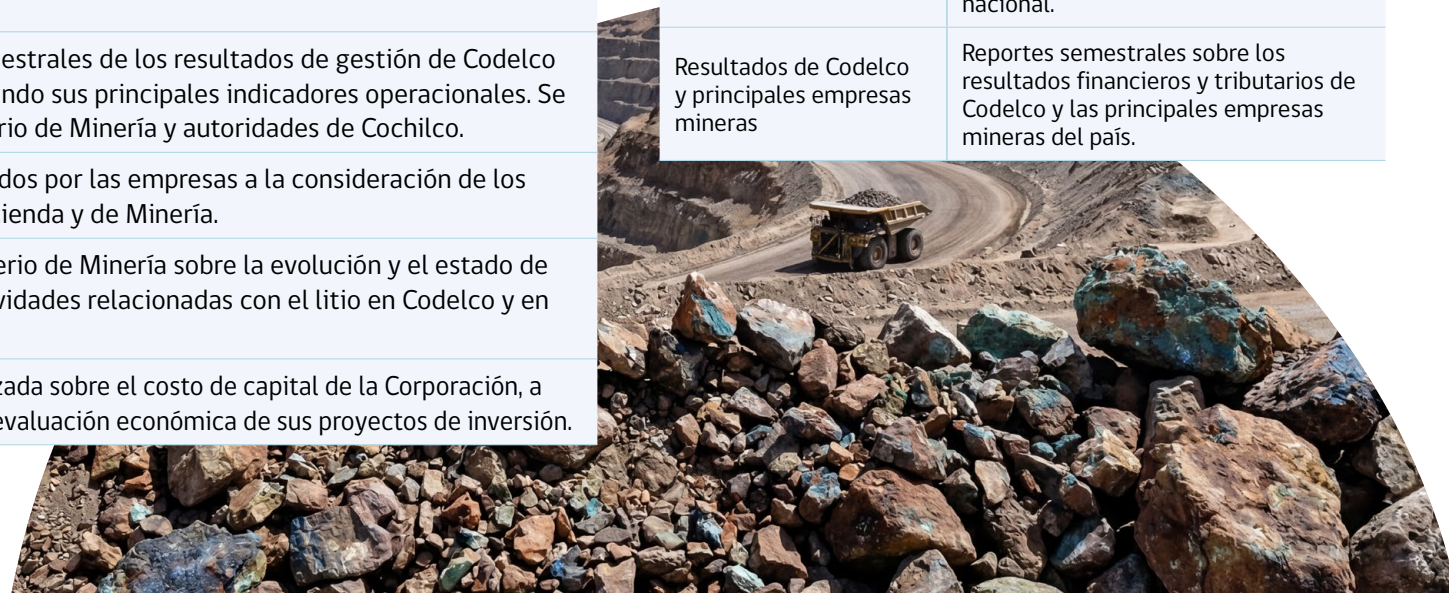 estrales de los resultados de gestión de Codelco
ndo sus principales indicadores operacionales. Se
rio de Minería y autoridades de Cochilco.
dos por las empresas a la consideración de los
ienda y de Minería.
erio de Minería sobre la evolución y el estado de
vidades relacionadas con el litio en Codelco y en
zada sobre el costo de capital de la Corporación, a
evaluación económica de sus proyectos de inversión.
nacional.
Resultados de Codelco
y principales empresas
mineras
Reportes semestrales sobre los
resultados financieros y tributarios de
Codelco y las principales empresas
mineras del país.